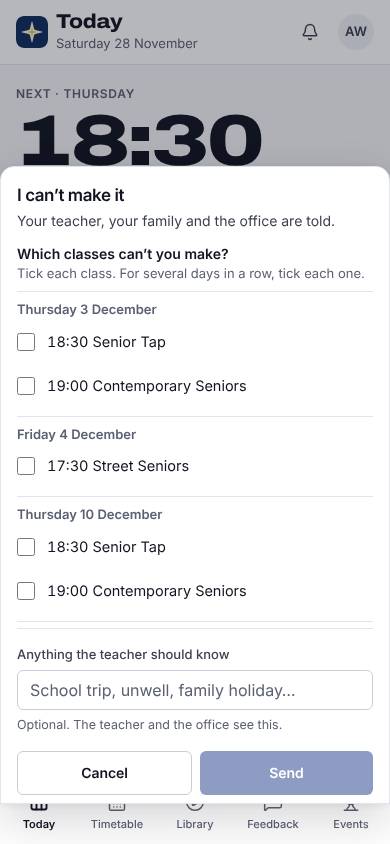 Today
Saturday 28 November
AW
NEXT · THURSDAY
18:30
I can't make it
Your teacher, your family and the office are told.
Which classes can't you make?
Tick each class. For several days in a row, tick each one.
Thursday 3 December
18:30 Senior Tap
19:00 Contemporary Seniors
Friday 4 December
17:30 Street Seniors
Thursday 10 December
18:30 Senior Tap
19:00 Contemporary Seniors
Anything the teacher should know
School trip, unwell, family holiday...
Optional. The teacher and the office see this.
Cancel
Send
Today
Timetable
Library
Feedback
Events